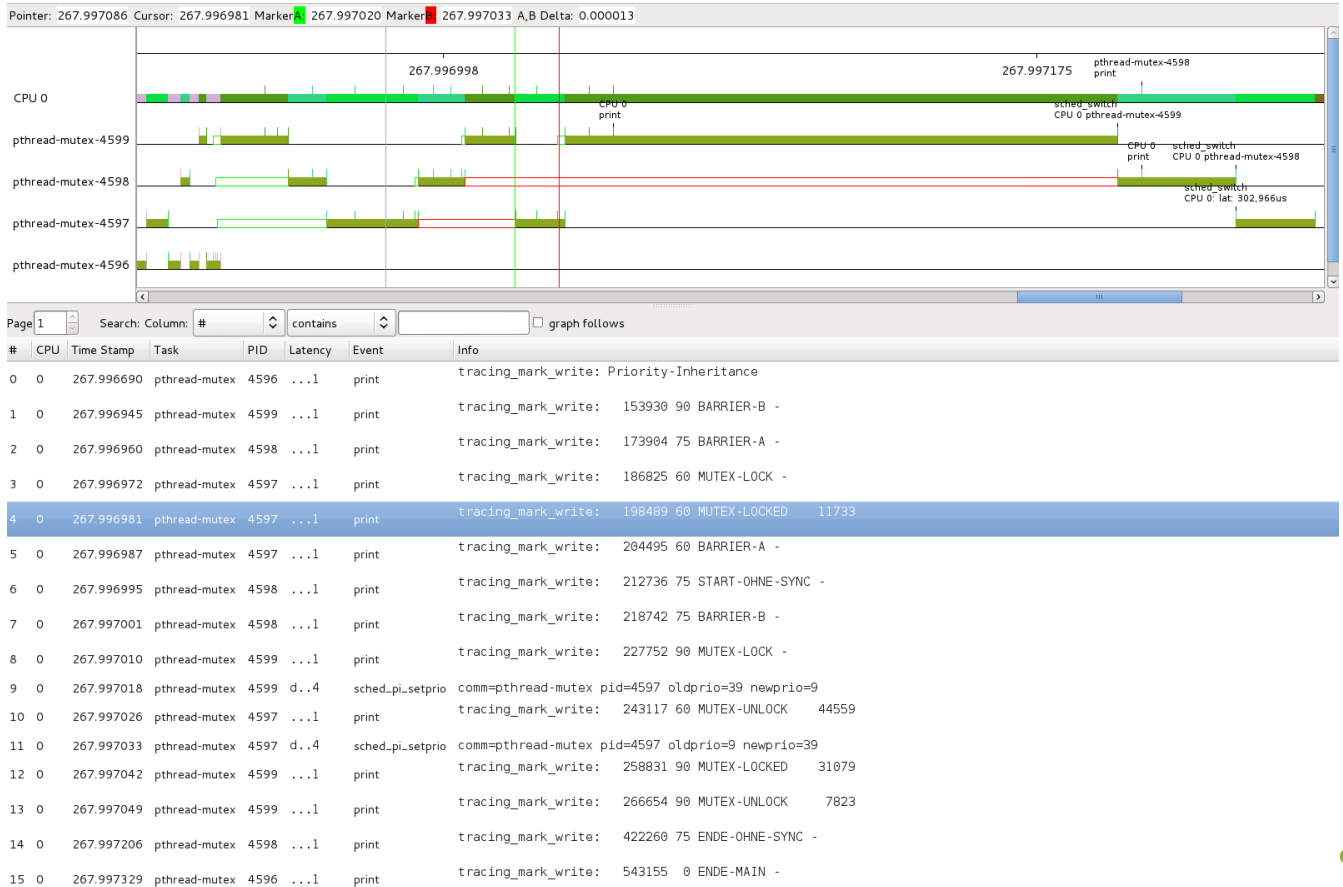 Pointer: 267.997086 Cursor: 267.996981 MarkerA: 267.997020 MarkerB: 267.997033 A,B Delta: 0.000013
267.996998 267.997175
pthread-mutex-4598
print
CPU 0
CPU 0
print
sched_switch
CPU 0 pthread-mutex-4599
pthread-mutex-4599
CPU 0
print
sched_switch
CPU 0 pthread-mutex-4598
pthread-mutex-4598
sched_switch
CPU 0: lat: 302,966us
pthread-mutex-4597
pthread-mutex-4596
Page 1 Search: Column: # contains graph follows
# CPU Time Stamp Task PID Latency Event Info
0 0 267.996690 pthread-mutex 4596 ...1 print tracing_mark_write: Priority-Inheritance
1 0 267.996945 pthread-mutex 4599 ...1 print tracing_mark_write: 153930 90 BARRIER-B -
2 0 267.996960 pthread-mutex 4598 ...1 print tracing_mark_write: 173904 75 BARRIER-A -
3 0 267.996972 pthread-mutex 4597 ...1 print tracing_mark_write: 186825 60 MUTEX-LOCK -
4 0 267.996981 pthread-mutex 4597 ...1 print tracing_mark_write: 198489 60 MUTEX-LOCKED 11733
5 0 267.996987 pthread-mutex 4597 ...1 print tracing_mark_write: 204495 60 BARRIER-A -
6 0 267.996995 pthread-mutex 4598 ...1 print tracing_mark_write: 212736 75 START-OHNE-SYNC -
7 0 267.997001 pthread-mutex 4598 ...1 print tracing_mark_write: 218742 75 BARRIER-B -
8 0 267.997010 pthread-mutex 4599 ...1 print tracing_mark_write: 227752 90 MUTEX-LOCK -
9 0 267.997018 pthread-mutex 4599 d..4 sched_pi_setprio comm=pthread-mutex pid=4597 oldprio=39 newprio=9
10 0 267.997026 pthread-mutex 4597 ...1 print tracing_mark_write: 243117 60 MUTEX-UNLOCK 44559
11 0 267.997033 pthread-mutex 4597 d..4 sched_pi_setprio comm=pthread-mutex pid=4597 oldprio=9 newprio=39
12 0 267.997042 pthread-mutex 4599 ...1 print tracing_mark_write: 258831 90 MUTEX-LOCKED 31079
13 0 267.997049 pthread-mutex 4599 ...1 print tracing_mark_write: 266654 90 MUTEX-UNLOCK 7823
14 0 267.997206 pthread-mutex 4598 ...1 print tracing_mark_write: 422260 75 ENDE-OHNE-SYNC -
15 0 267.997329 pthread-mutex 4596 ...1 print tracing_mark_write: 543155 0 ENDE-MAIN -